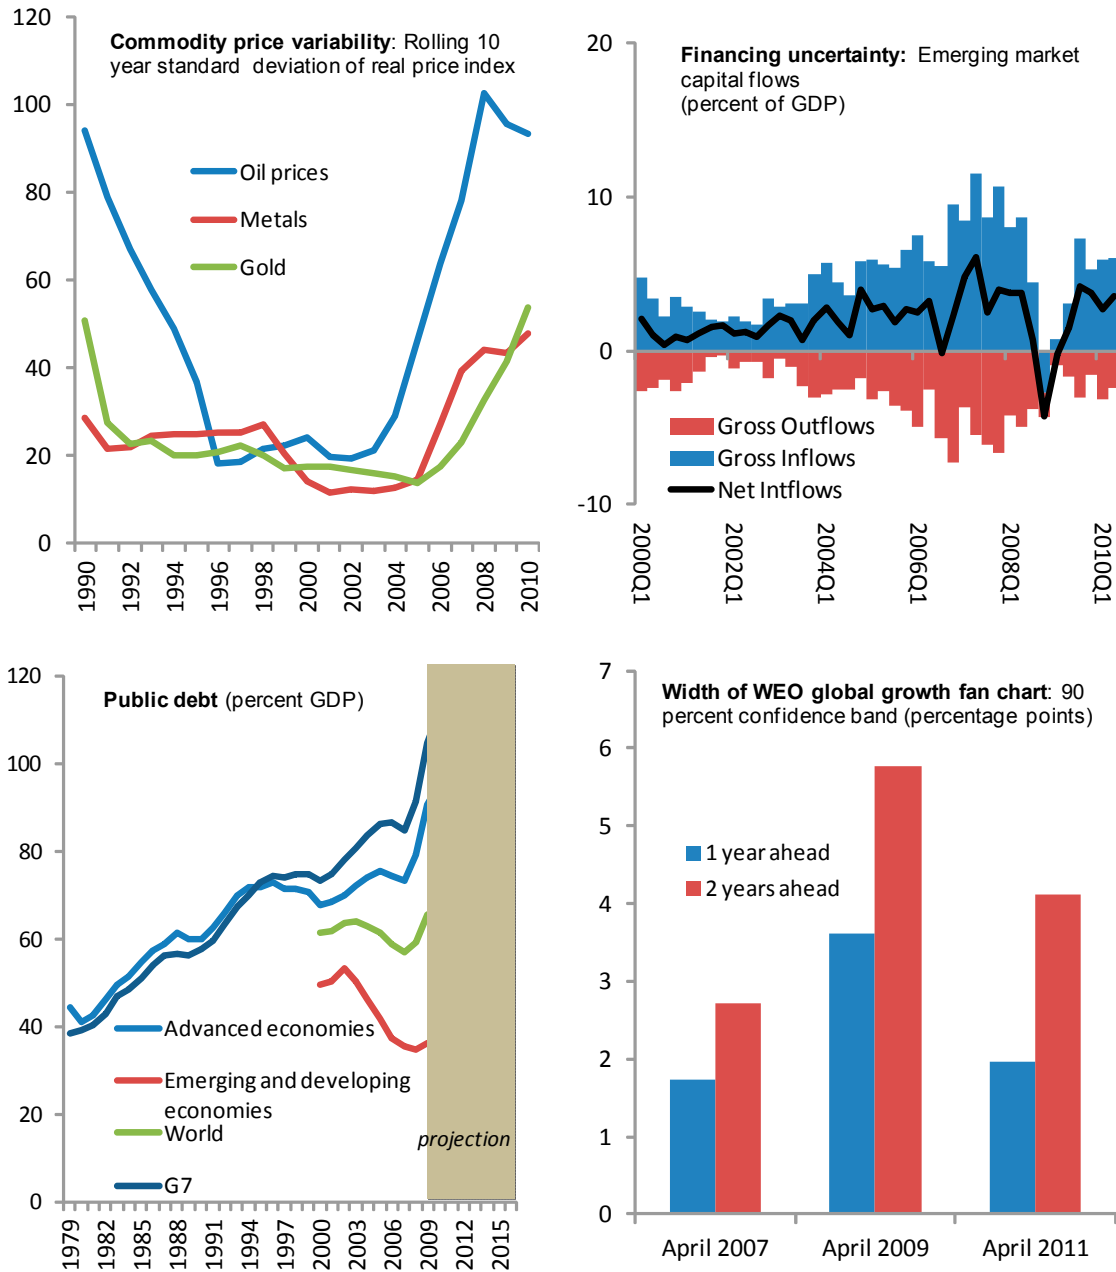 Commodity price variability: Rolling 10
year standard deviation of real price index
120
100
80
60
40
20
0
Oil prices
Metals
Gold
1990
1992
1994
1996
1998
2000
2002
2004
2006
2008
2010
Financing uncertainty: Emerging market
capital flows
(percent of GDP)
20
10
0
-10
Gross Outflows
Gross Inflows
Net Intflows
2000Q1
2002Q1
2004Q1
2006Q1
2008Q1
2010Q1
Public debt (percent GDP)
120
100
80
60
40
20
0
Advanced economies
Emerging and developing
economies
World
G7
projection
1979
1982
1985
1988
1991
1994
1997
2000
2003
2006
2009
2012
2015
Width of WEO global growth fan chart: 90
percent confidence band (percentage points)
7
6
5
4
3
2
1
0
1 year ahead
2 years ahead
April 2007
April 2009
April 2011